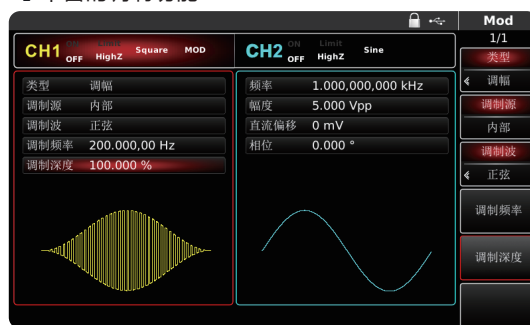 Mod
1/1
CH1 ON OFF HighZ Square MOD
CH2 ON OFF Limit HighZ Sine
类型 调幅
调制源 内部
调制波 正弦
调制频率 200.000,00 Hz
调制深度 100.000 %
频率 1.000,000,000 kHz
幅度 5.000 Vpp
直流偏移 0 mV
相位 0.000 °
类型
调幅
调制源
内部
调制波
正弦
调制频率
调制深度